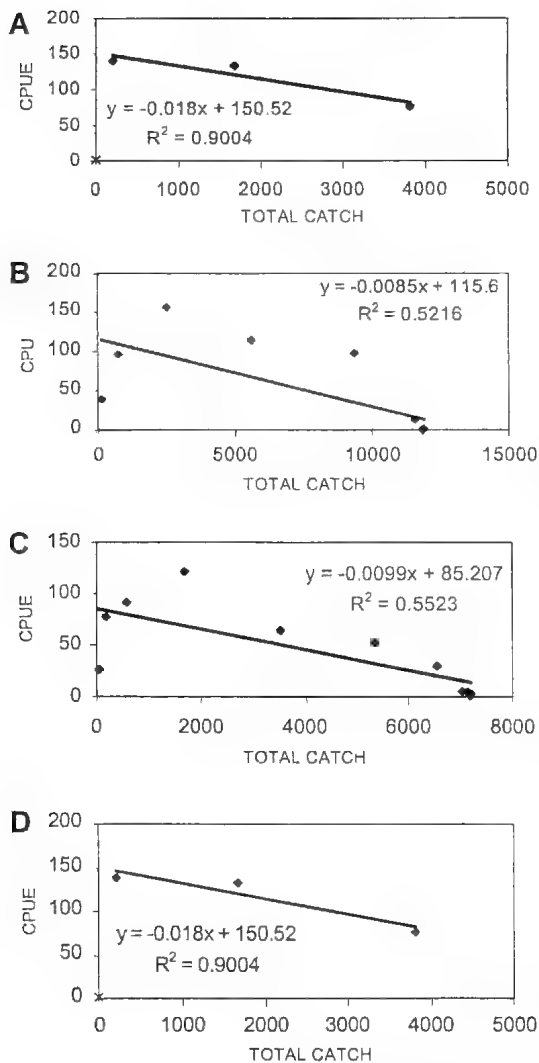 A
CPUE
200
150
100
50
0
y = -0.018x + 150.52
R² = 0.9004
0 1000 2000 3000 4000 5000
TOTAL CATCH
B
CPU
200
150
100
50
0
y = -0.0085x + 115.6
R² = 0.5216
0 5000 10000 15000
TOTAL CATCH
C
CPUE
150
100
50
0
y = -0.0099x + 85.207
R² = 0.5523
0 2000 4000 6000 8000
TOTAL CATCH
D
CPUE
200
150
100
50
0
y = -0.018x + 150.52
R² = 0.9004
0 1000 2000 3000 4000 5000
TOTAL CATCH